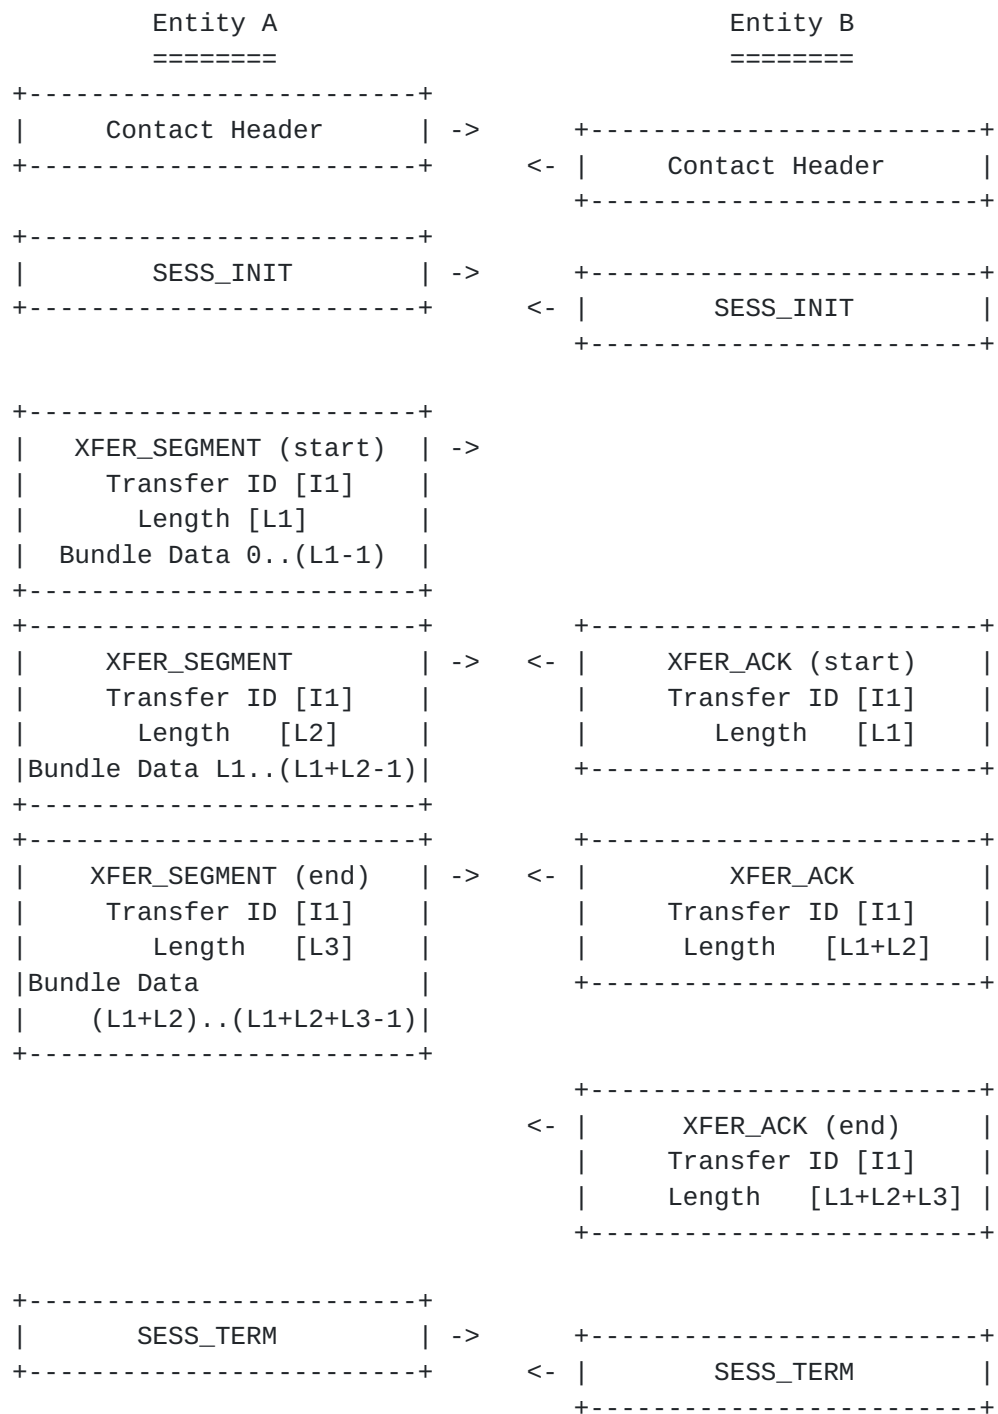 Entity A                             Entity B
         ========                             ========
+-------------------------+
|     Contact Header      | ->      +-------------------------+
+-------------------------+      <- |     Contact Header      |
                                    +-------------------------+
+-------------------------+
|        SESS_INIT        | ->      +-------------------------+
+-------------------------+      <- |        SESS_INIT        |
                                    +-------------------------+

+-------------------------+
|   XFER_SEGMENT (start)  | ->
|     Transfer ID [I1]    |
|       Length [L1]       |
|  Bundle Data 0..(L1-1)  |
+-------------------------+
+-------------------------+         +-------------------------+
|     XFER_SEGMENT        | ->   <- |     XFER_ACK (start)    |
|     Transfer ID [I1]    |         |     Transfer ID [I1]    |
|       Length   [L2]     |         |        Length   [L1]    |
|Bundle Data L1..(L1+L2-1)|         +-------------------------+
+-------------------------+
+-------------------------+         +-------------------------+
|    XFER_SEGMENT (end)   | ->   <- |         XFER_ACK        |
|     Transfer ID [I1]    |         |     Transfer ID [I1]    |
|        Length   [L3]    |         |      Length   [L1+L2]   |
|Bundle Data              |         +-------------------------+
|    (L1+L2)..(L1+L2+L3-1)|
+-------------------------+
                                    +-------------------------+
                                 <- |      XFER_ACK (end)     |
                                    |     Transfer ID [I1]    |
                                    |     Length   [L1+L2+L3] |
                                    +-------------------------+

+-------------------------+
|       SESS_TERM         | ->      +-------------------------+
+-------------------------+      <- |        SESS_TERM        |
                                    +-------------------------+